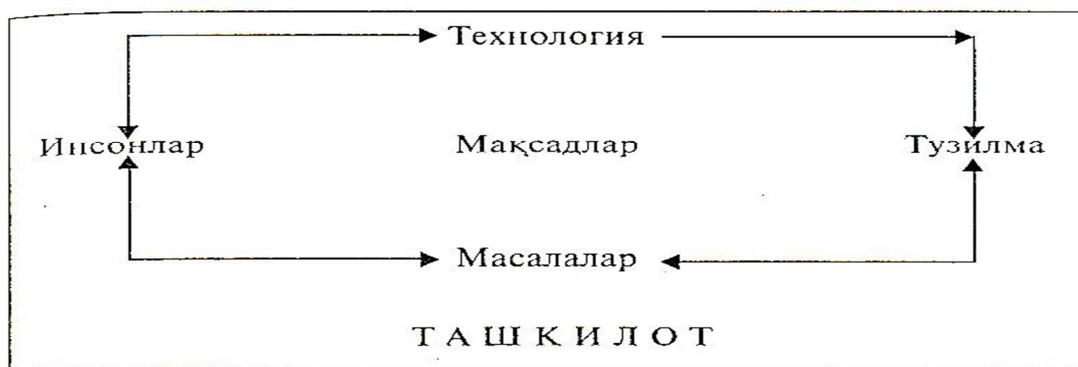 Технология
Инсонлар Мақсадлар Тузилма
Масалалар
ТАШКИЛОТ